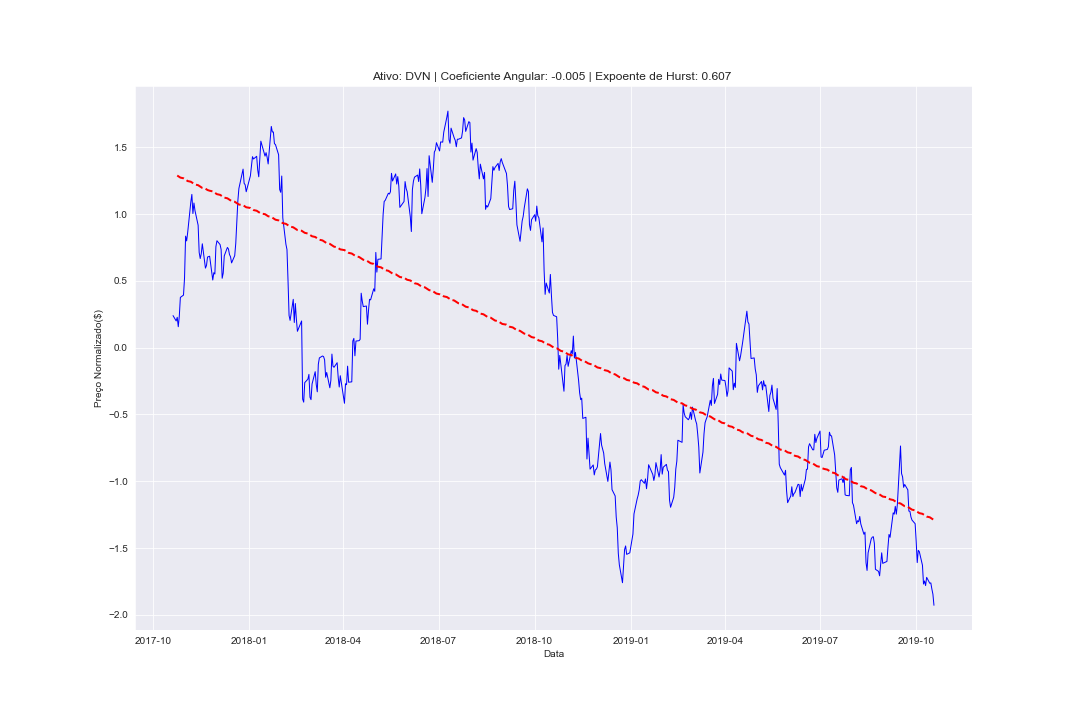 Ativo: DVN | Coeficiente Angular: -0.005 | Expoente de Hurst: 0.607
Preço Normalizado($)
1.5
1.0
0.5
0.0
−0.5
−1.0
−1.5
−2.0
2017-10 2018-01 2018-04 2018-07 2018-10 2019-01 2019-04 2019-07 2019-10
Data